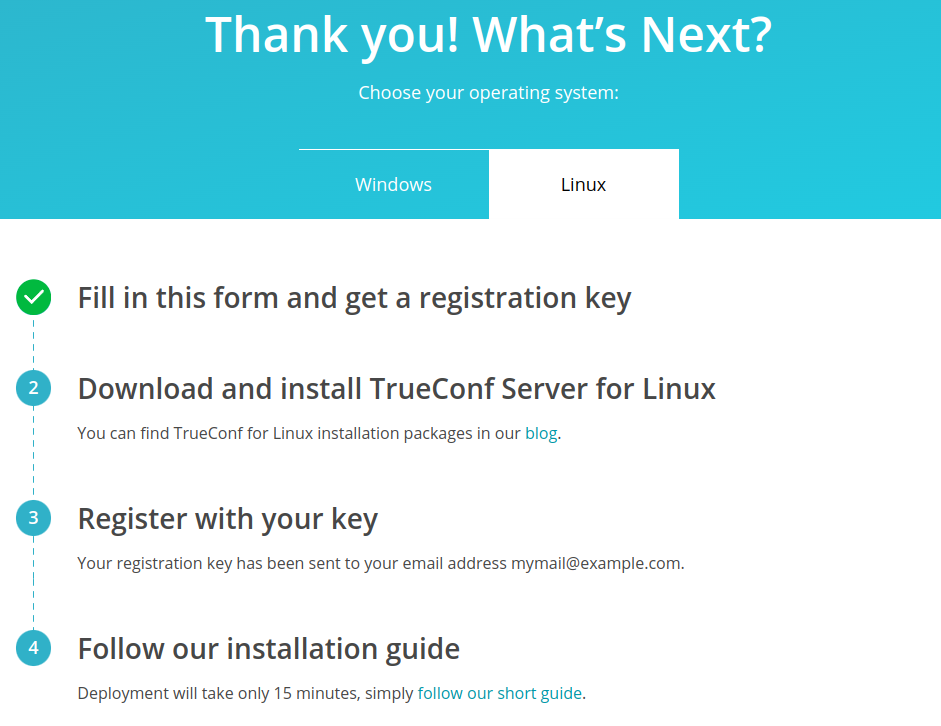 Thank you! What’s Next?
Choose your operating system:
Windows
Linux
Fill in this form and get a registration key
2
Download and install TrueConf Server for Linux
You can find TrueConf for Linux installation packages in our blog.
3
Register with your key
Your registration key has been sent to your email address mymail@example.com.
4
Follow our installation guide
Deployment will take only 15 minutes, simply follow our short guide.